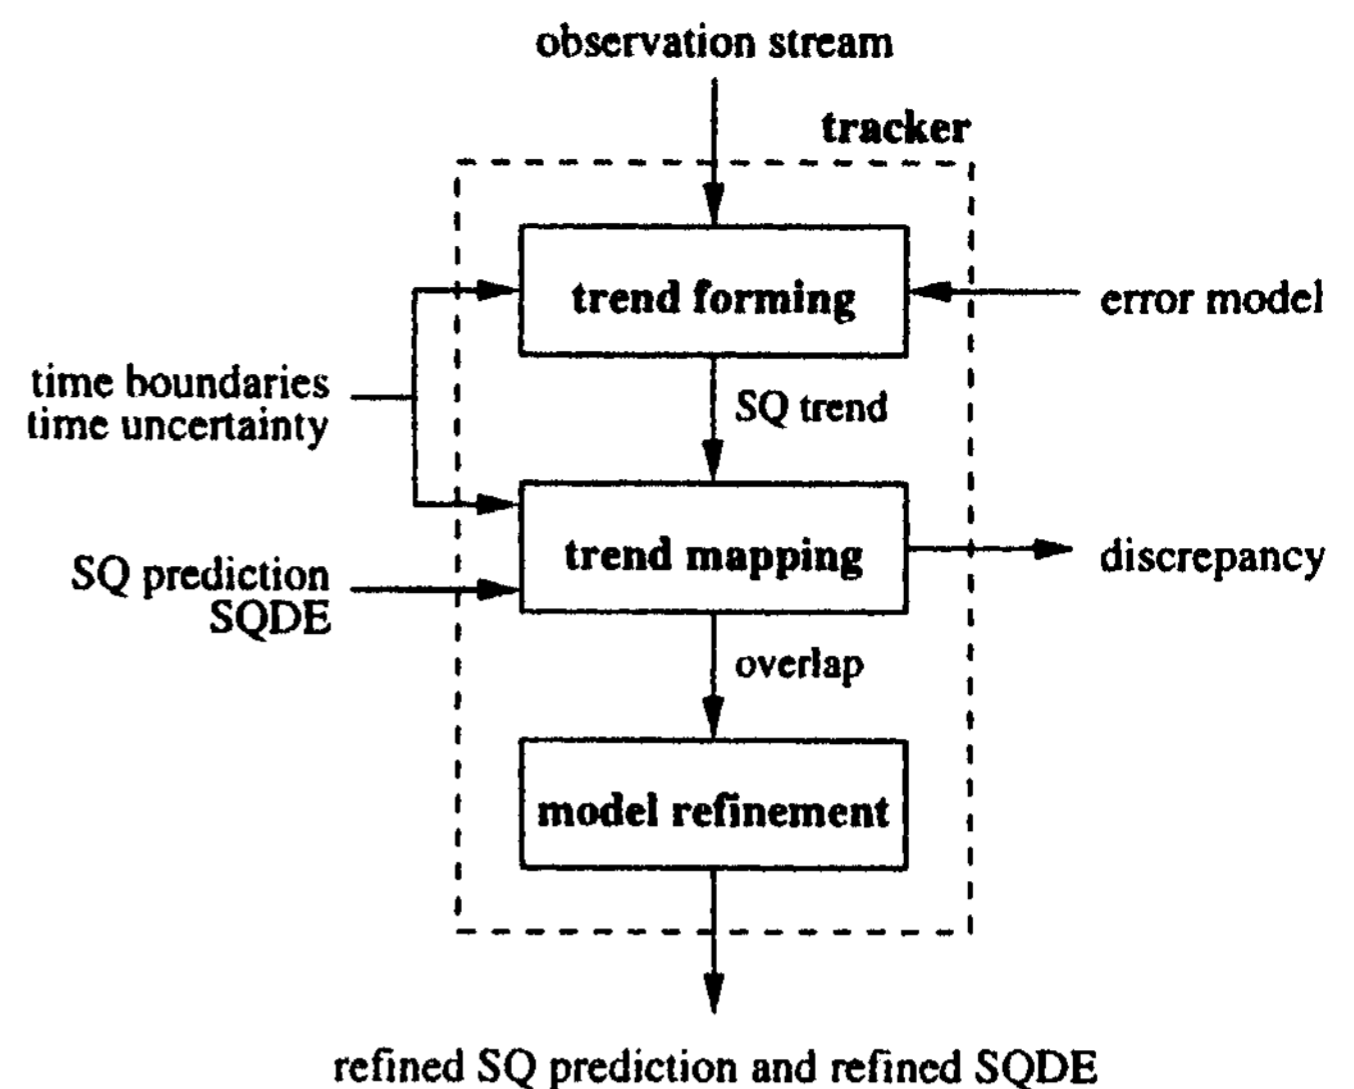 observation stream
tracker
trend forming
error model
time boundaries
time uncertainty
SQ trend
trend mapping
discrepancy
SQ prediction
SQDE
overlap
model refinement
refined SQ prediction and refined SQDE